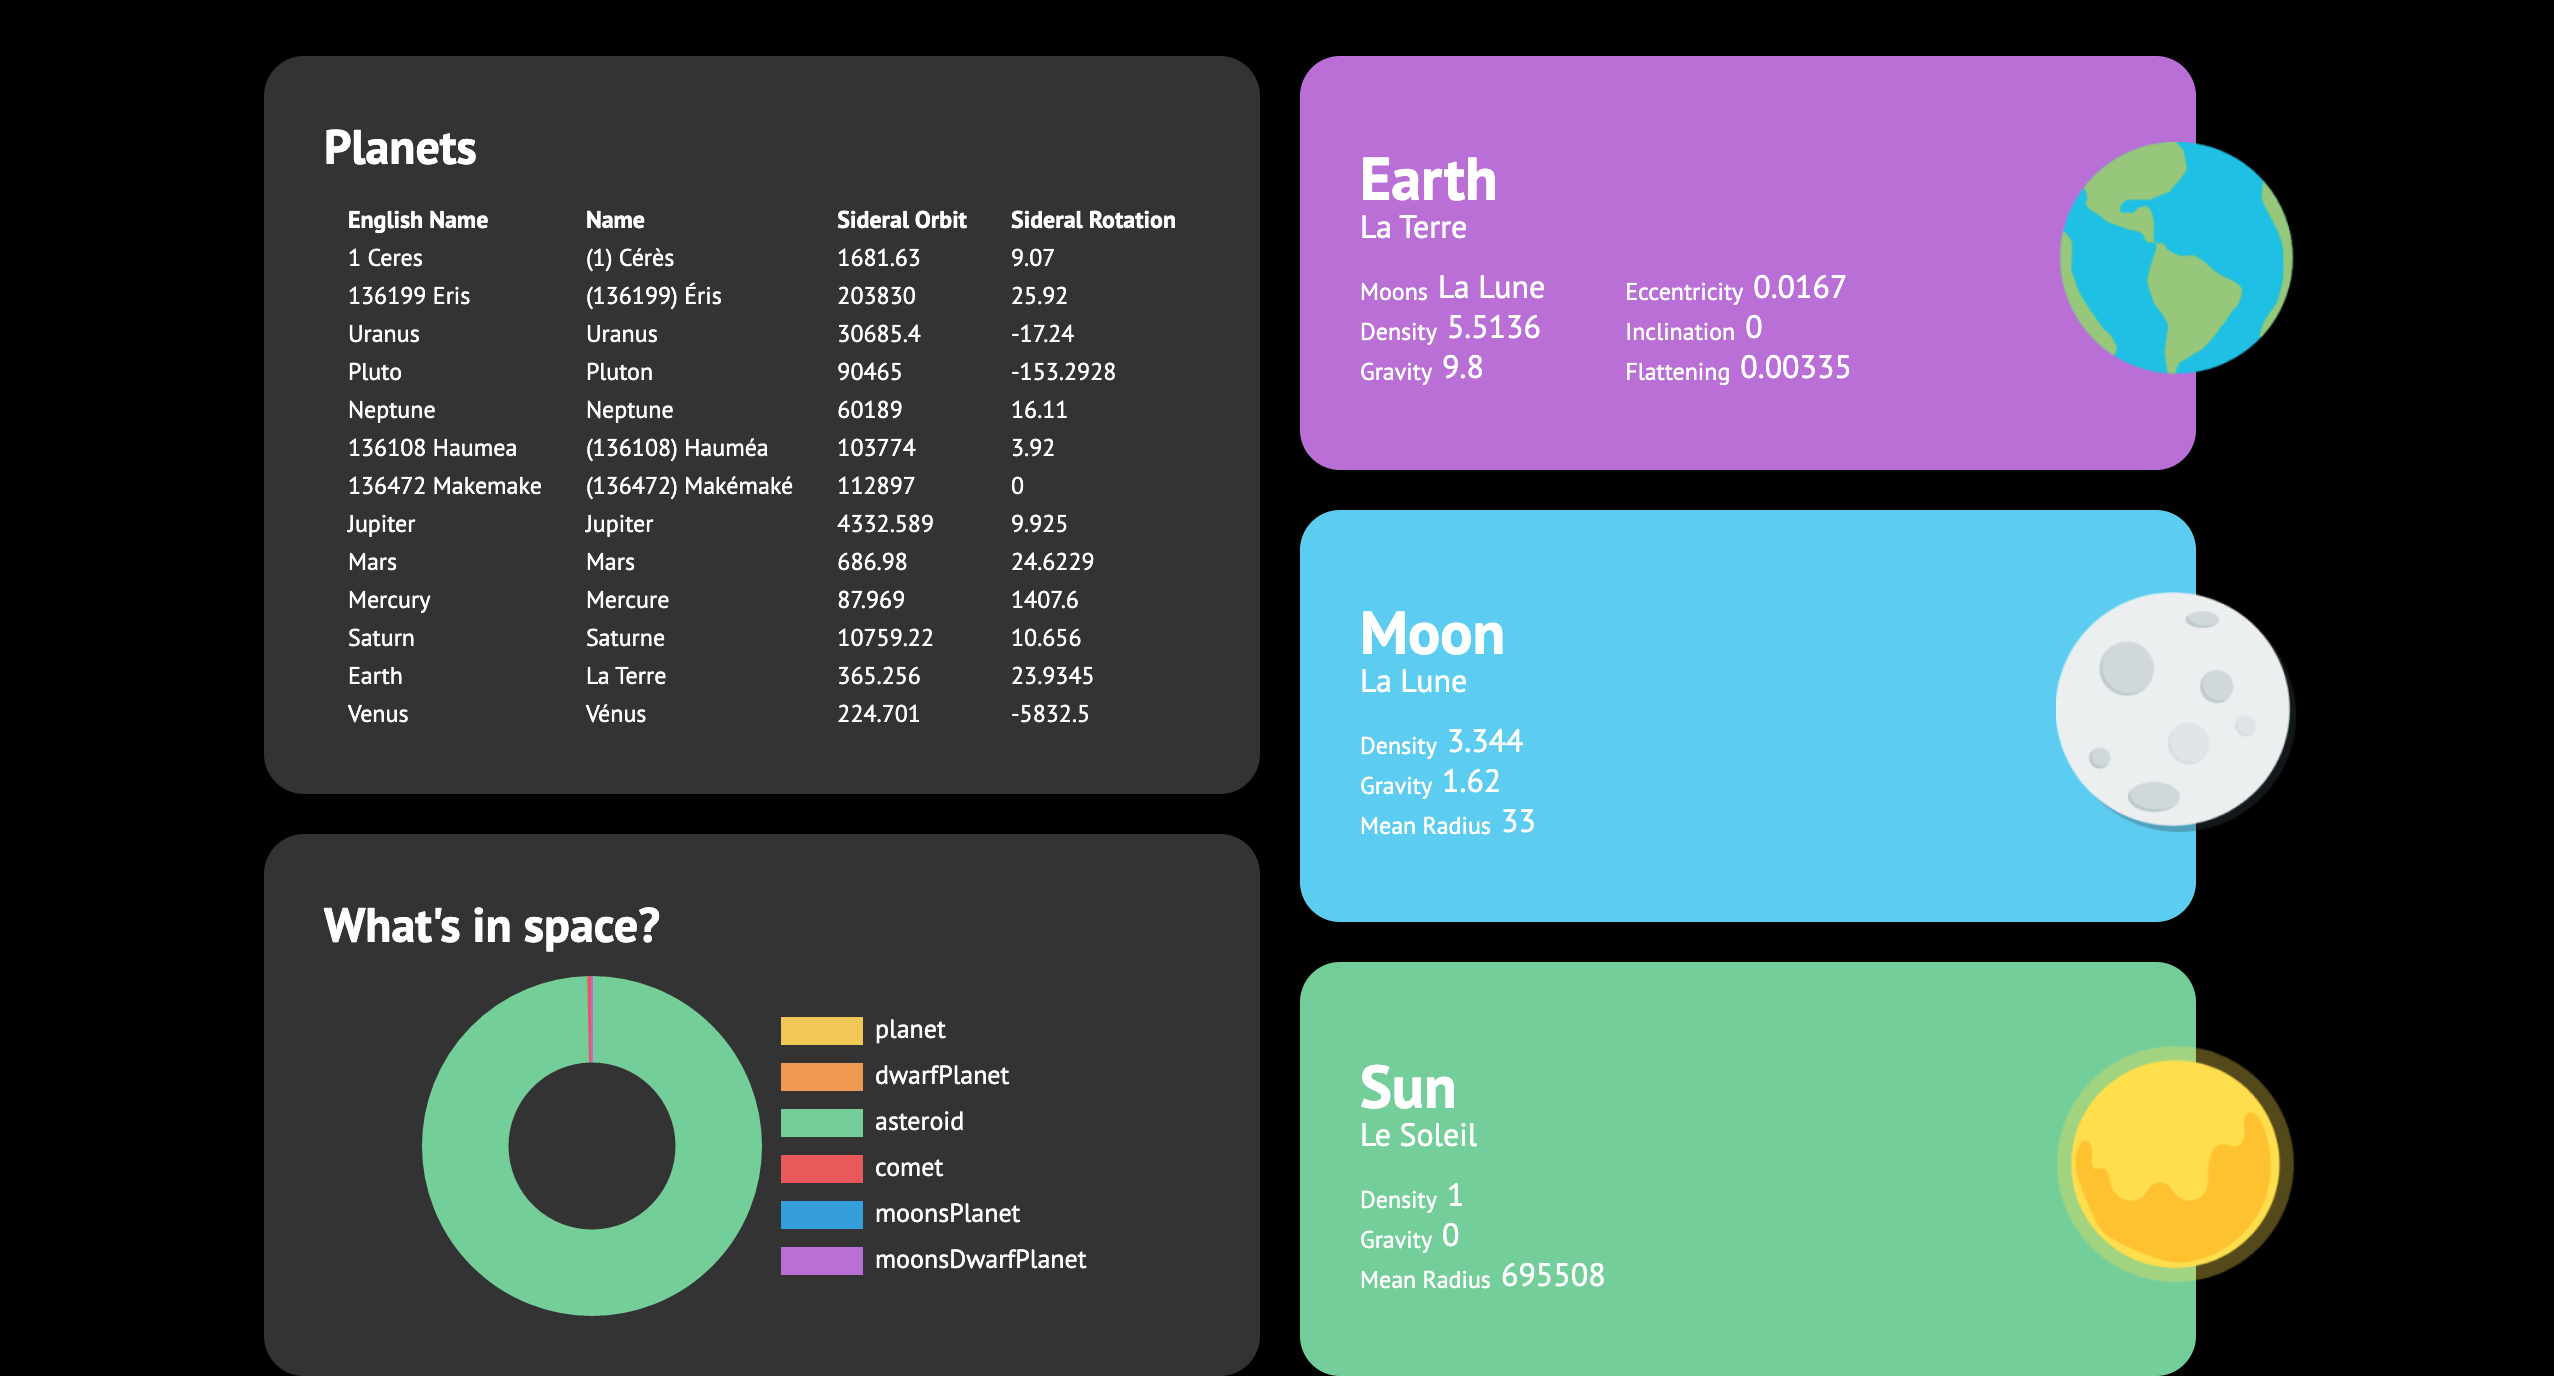 Planets
English Name Name Sideral Orbit Sideral Rotation
1 Ceres (1) Cérès 1681.63 9.07
136199 Eris (136199) Éris 203830 25.92
Uranus Uranus 30685.4 -17.24
Pluto Pluton 90465 -153.2928
Neptune Neptune 60189 16.11
136108 Haumea (136108) Hauméa 103774 3.92
136472 Makemake (136472) Makémaké 112897 0
Jupiter Jupiter 4332.589 9.925
Mars Mars 686.98 24.6229
Mercury Mercure 87.969 1407.6
Saturn Saturne 10759.22 10.656
Earth La Terre 365.256 23.9345
Venus Vénus 224.701 -5832.5
What's in space?
planet
dwarfPlanet
asteroid
comet
moonsPlanet
moonsDwarfPlanet
Earth
La Terre
Moons La Lune Eccentricity 0.0167
Density 5.5136 Inclination 0
Gravity 9.8 Flattening 0.00335
Moon
La Lune
Density 3.344
Gravity 1.62
Mean Radius 33
Sun
Le Soleil
Density 1
Gravity 0
Mean Radius 695508